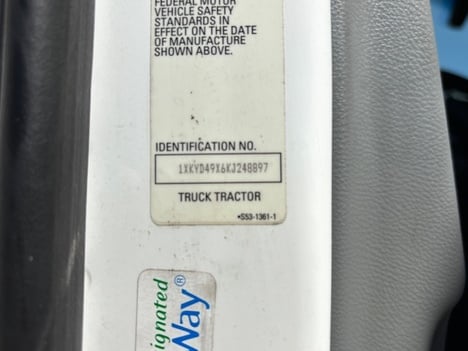 FEDERAL MOTOR
VEHICLE SAFETY
STANDARDS IN
EFFECT ON THE DATE
OF MANUFACTURE
SHOWN ABOVE.
IDENTIFICATION NO.
1XKYD49X6KJ248897
TRUCK TRACTOR
•S53-1361-1
ignated
Way®